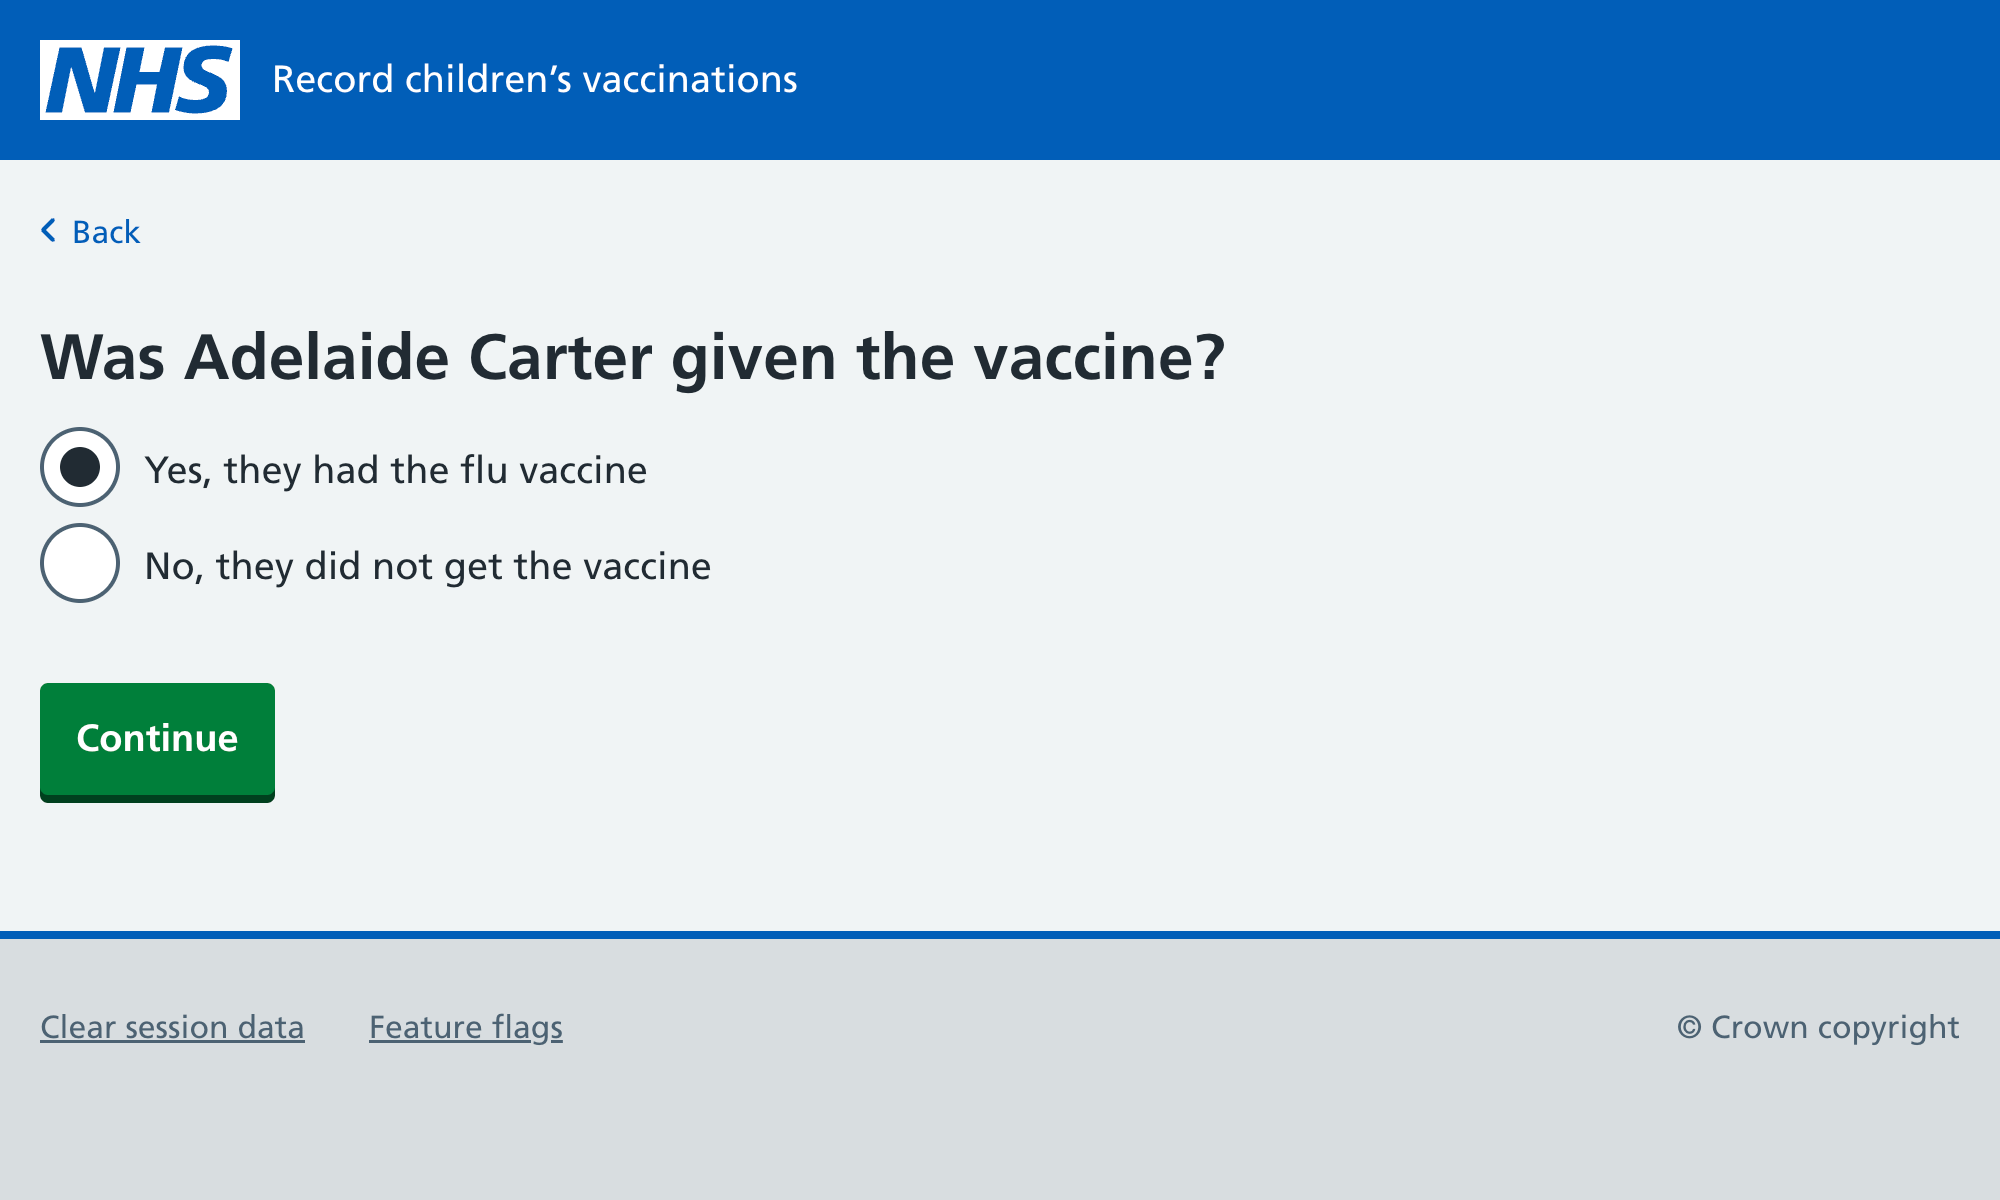 NHS Record children’s vaccinations
Back
Was Adelaide Carter given the vaccine?
Yes, they had the flu vaccine
No, they did not get the vaccine
Continue
Clear session data Feature flags © Crown copyright